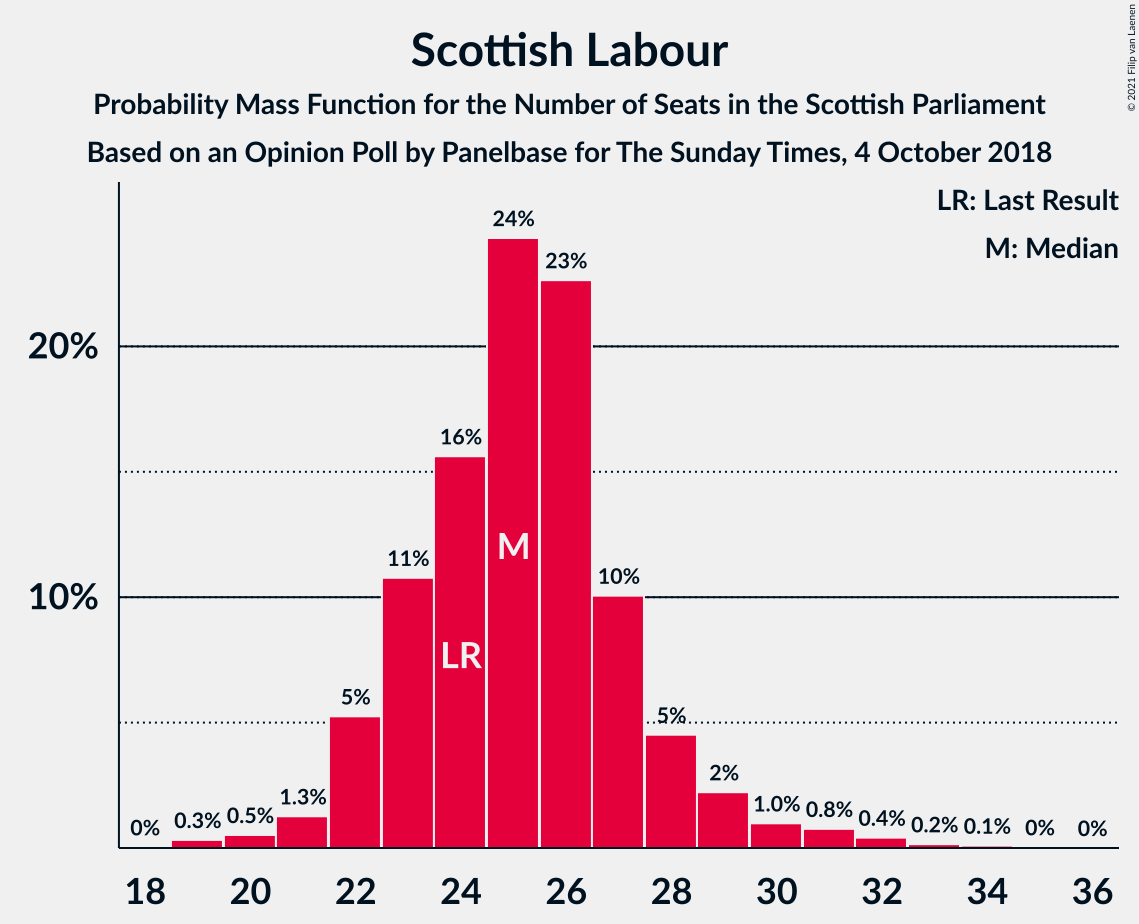 Scottish Labour
Probability Mass Function for the Number of Seats in the Scottish Parliament
Based on an Opinion Poll by Panelbase for The Sunday Times, 4 October 2018
© 2021 Filip van Laenen
LR: Last Result
M: Median
20%
10%
0%
0.3%
0.5%
1.3%
5%
11%
16%
24%
23%
10%
5%
2%
1.0%
0.8%
0.4%
0.2%
0.1%
0%
0%
LR
M
18 20 22 24 26 28 30 32 34 36